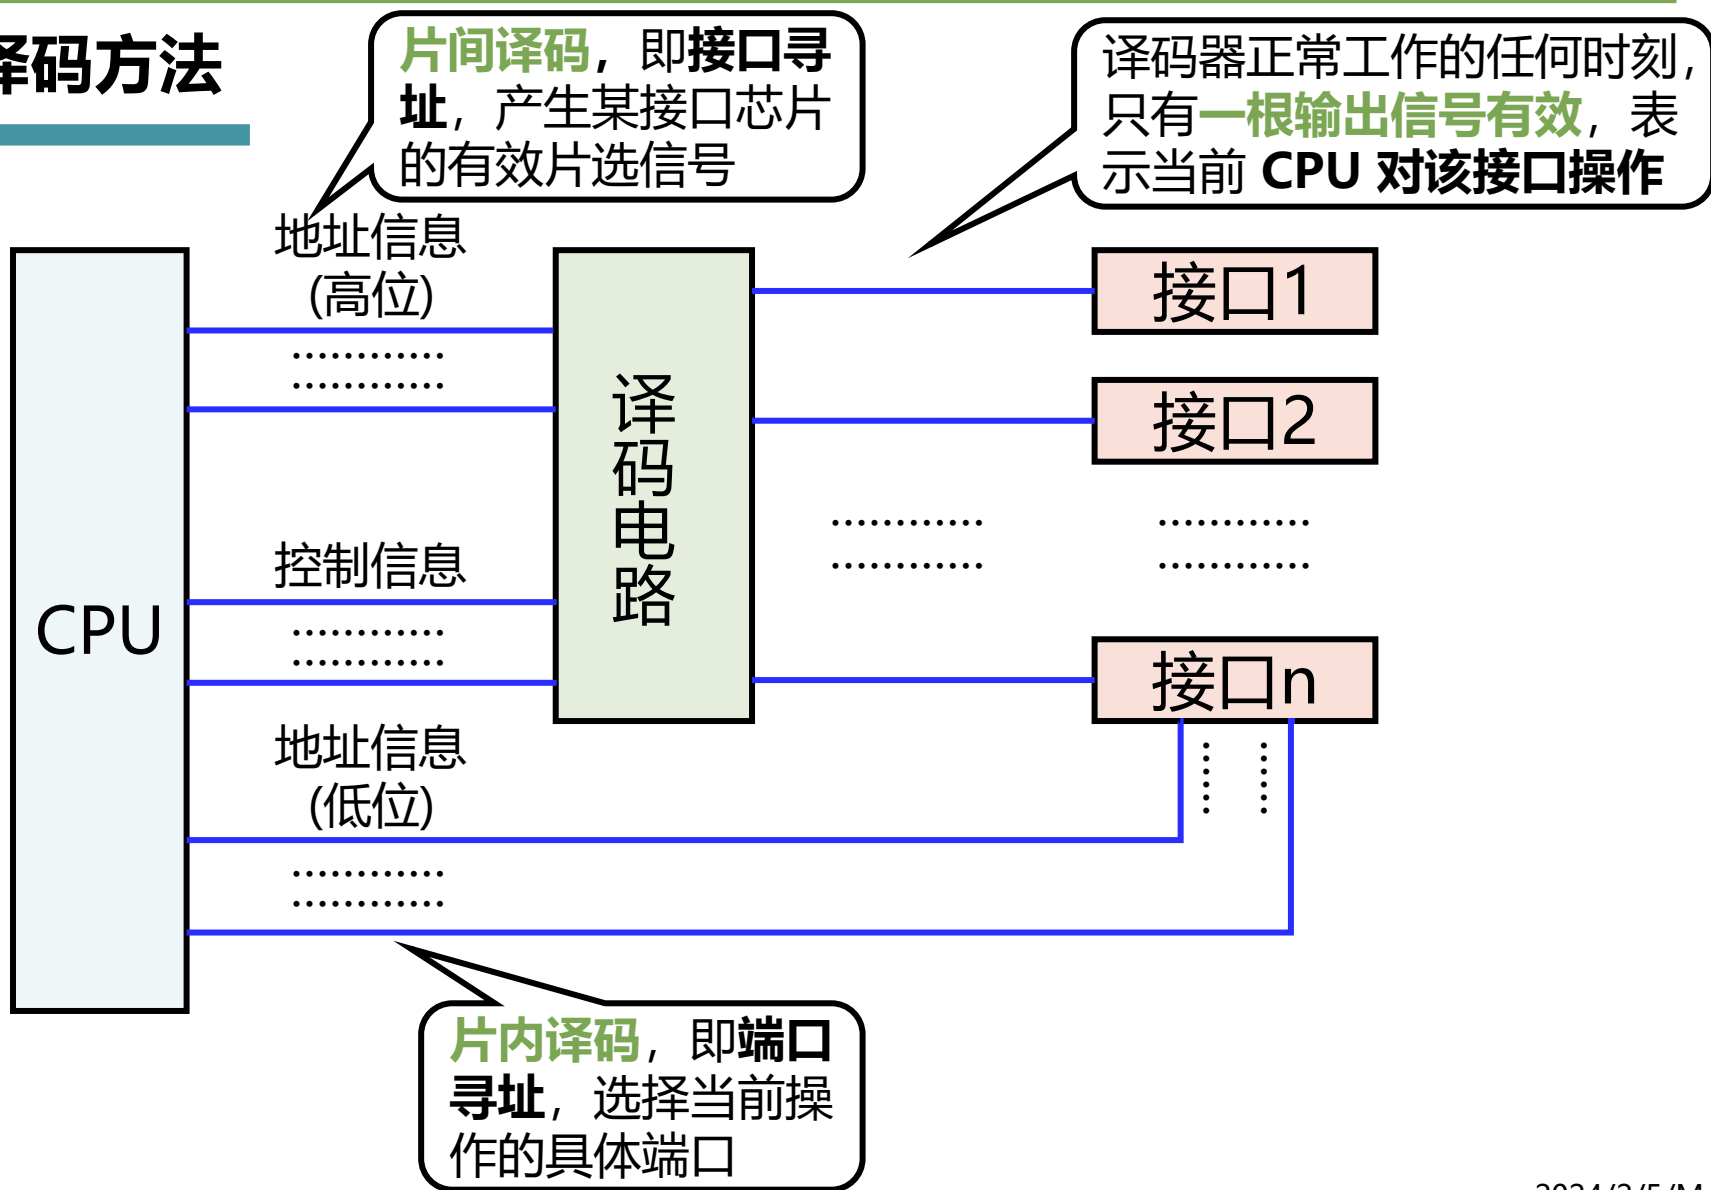 译码方法
片间译码，即接口寻
址，产生某接口芯片
的有效片选信号
译码器正常工作的任何时刻，
只有一根输出信号有效，表
示当前 CPU 对该接口操作
地址信息
(高位)
…………
…………
CPU
控制信息
…………
…………
地址信息
(低位)
…………
…………
译码电路
接口1
接口2
…………
…………
…………
…………
接口n
……
……
片内译码，即端口
寻址，选择当前操
作的具体端口
2024/2/5/M